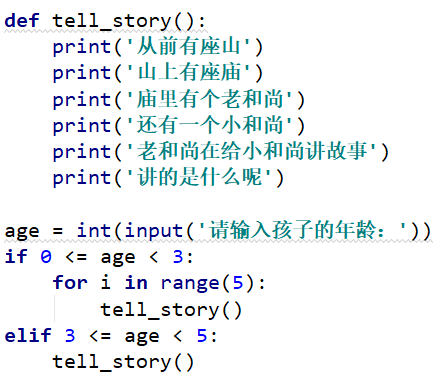 def tell_story():
    print('从前有座山')
    print('山上有座庙')
    print('庙里有个老和尚')
    print('还有一个小和尚')
    print('老和尚在给小和尚讲故事')
    print('讲的是什么呢')

age = int(input('请输入孩子的年龄：'))
if 0 <= age < 3:
    for i in range(5):
        tell_story()
elif 3 <= age < 5:
    tell_story()